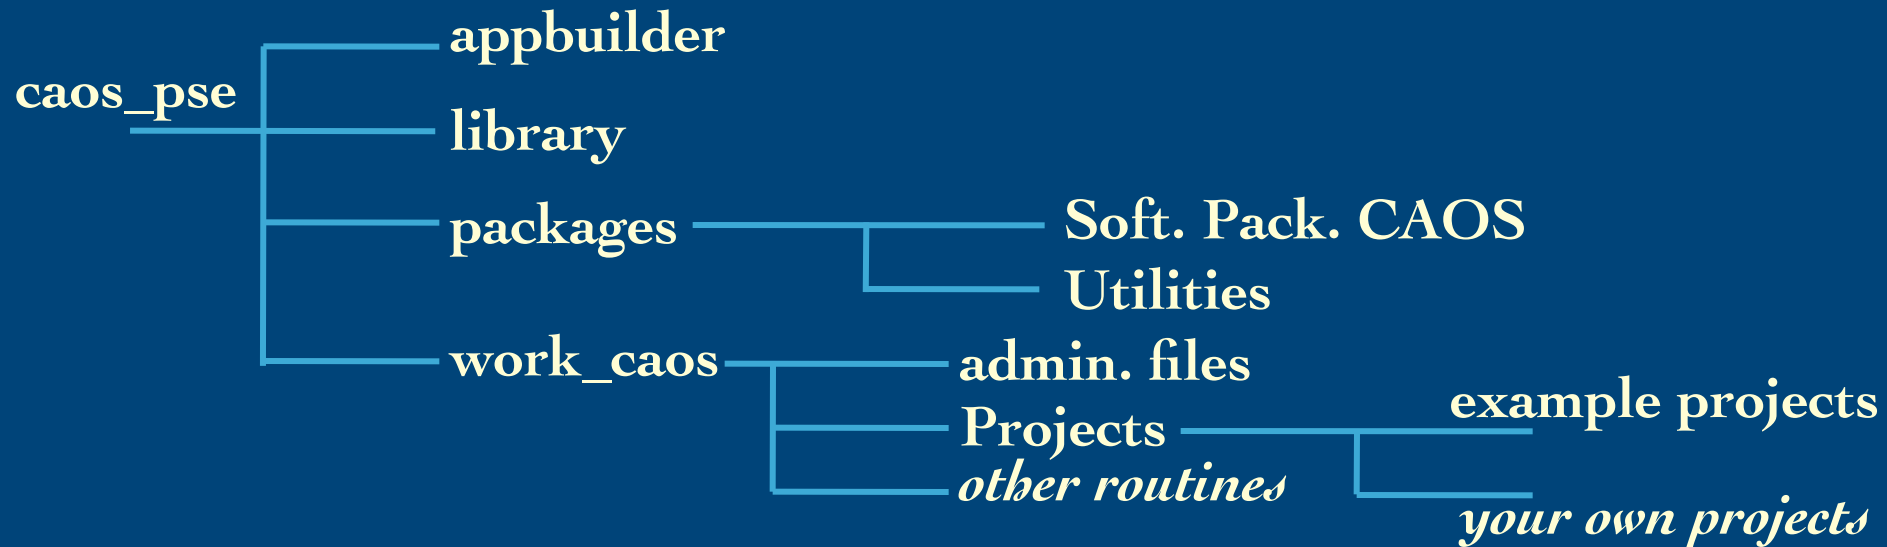 appbuilder
caos_pse
library
packages
Soft. Pack. CAOS
Utilities
work_caos
admin. files
Projects
example projects
other routines
your own projects